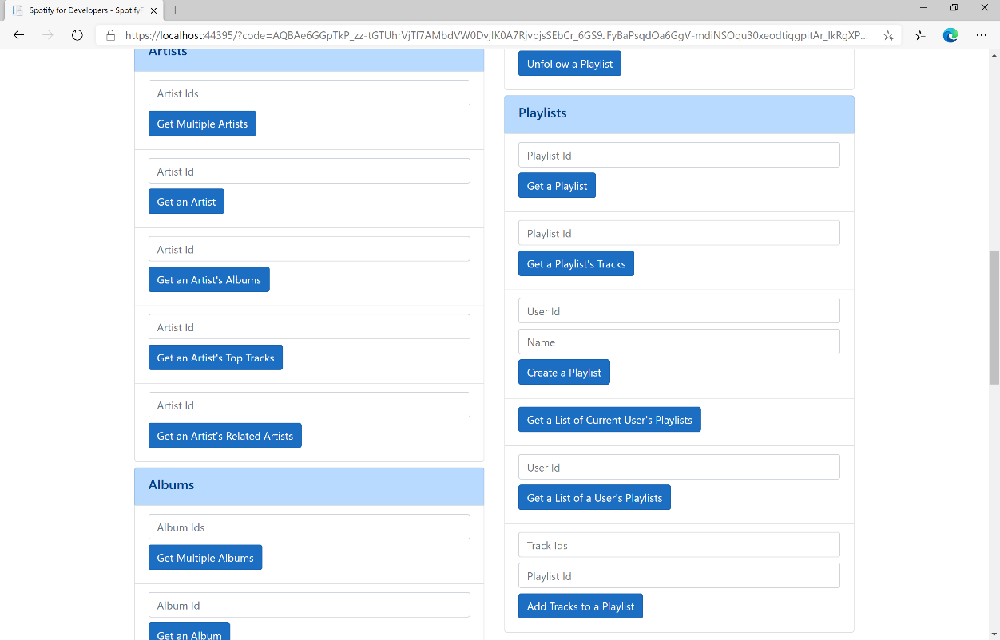 Spotify for Developers - SpotifyF
https://localhost:44395/?code=AQBAe6GGpTkP_zz-tGTUhrVjTf7AMbdVW0DvjlK0A7RjvpjsSEbCr_6GS9JFyBaPsqdOa6GgV-mdiNSOqu30xeodtiqgpitAr_lkRgXP...
Artists
Artist Ids
Get Multiple Artists
Artist Id
Get an Artist
Artist Id
Get an Artist's Albums
Artist Id
Get an Artist's Top Tracks
Artist Id
Get an Artist's Related Artists
Albums
Album Ids
Get Multiple Albums
Album Id
Get an Album
Unfollow a Playlist
Playlists
Playlist Id
Get a Playlist
Playlist Id
Get a Playlist's Tracks
User Id
Name
Create a Playlist
Get a List of Current User's Playlists
User Id
Get a List of a User's Playlists
Track Ids
Playlist Id
Add Tracks to a Playlist